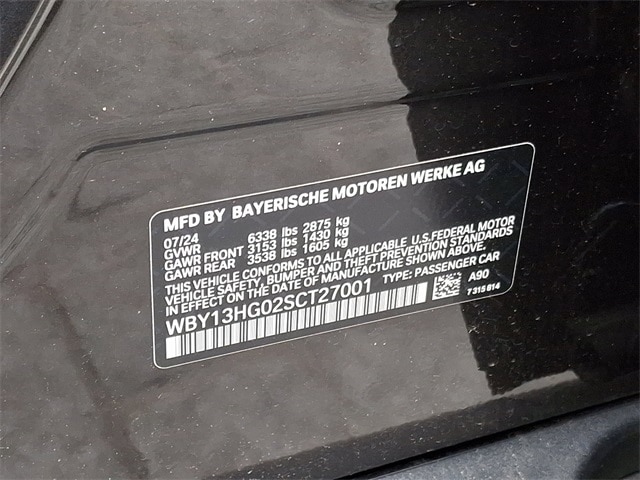 MFD BY BAYERISCHE MOTOREN WERKE AG
07/24
GVWR 6338 lbs 2875 kg
GAWR FRONT 3153 lbs 1430 kg
GAWR REAR 3538 lbs 1605 kg
THIS VEHICLE CONFORMS TO ALL APPLICABLE U.S.FEDERAL MOTOR
VEHICLE SAFETY, BUMPER, AND THEFT PREVENTION STANDARDS IN
EFFECT ON THE DATE OF MANUFACTURE SHOWN ABOVE.
WBY13HG02SCT27001 TYPE: PASSENGER CAR
A90
7315614